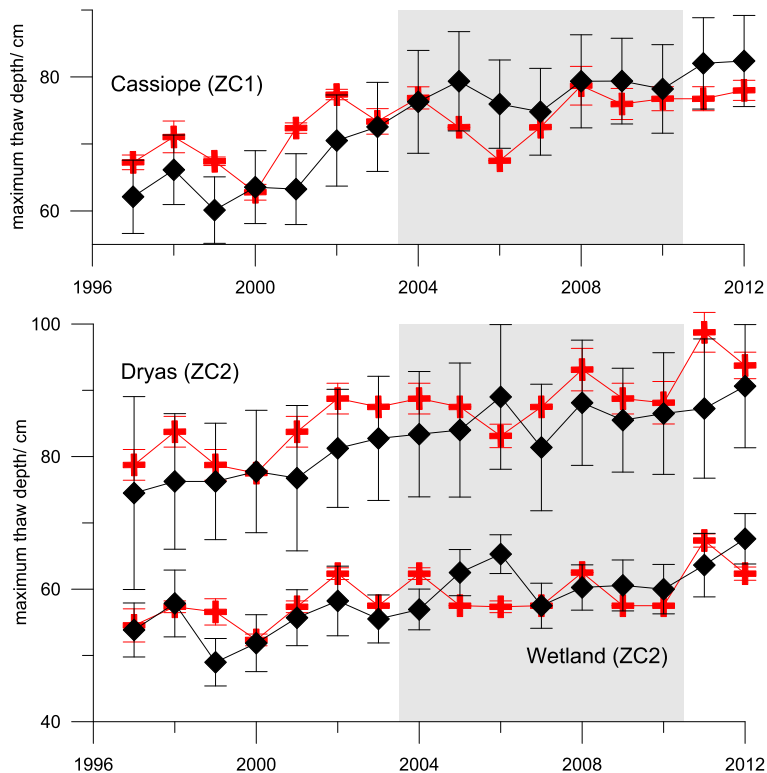 maximum thaw depth/ cm
80
60
Cassiope (ZC1)
1996 2000 2004 2008 2012
maximum thaw depth/ cm
100
80
60
40
Dryas (ZC2)
Wetland (ZC2)
1996 2000 2004 2008 2012